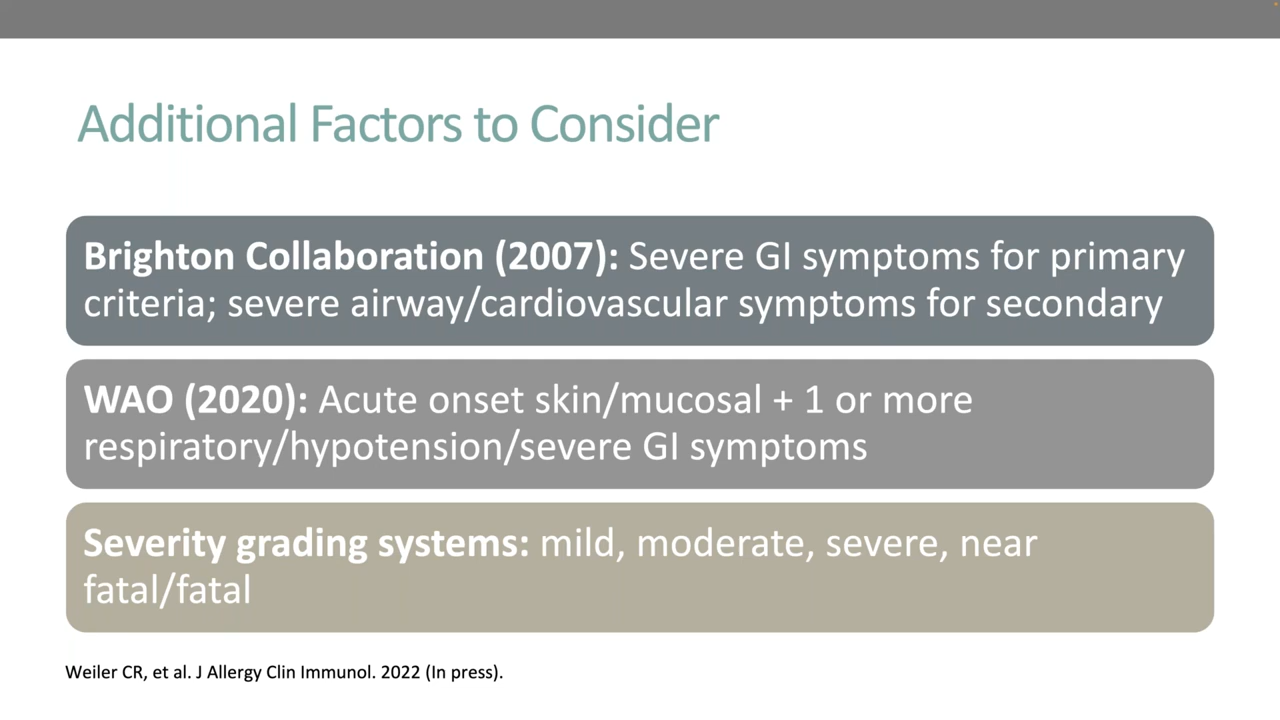 Additional Factors to Consider
Brighton Collaboration (2007): Severe GI symptoms for primary
criteria; severe airway/cardiovascular symptoms for secondary
WAO (2020): Acute onset skin/mucosal + 1 or more
respiratory/hypotension/severe GI symptoms
Severity grading systems: mild, moderate, severe, near
fatal/fatal
Weiler CR, et al. J Allergy Clin Immunol. 2022 (In press).